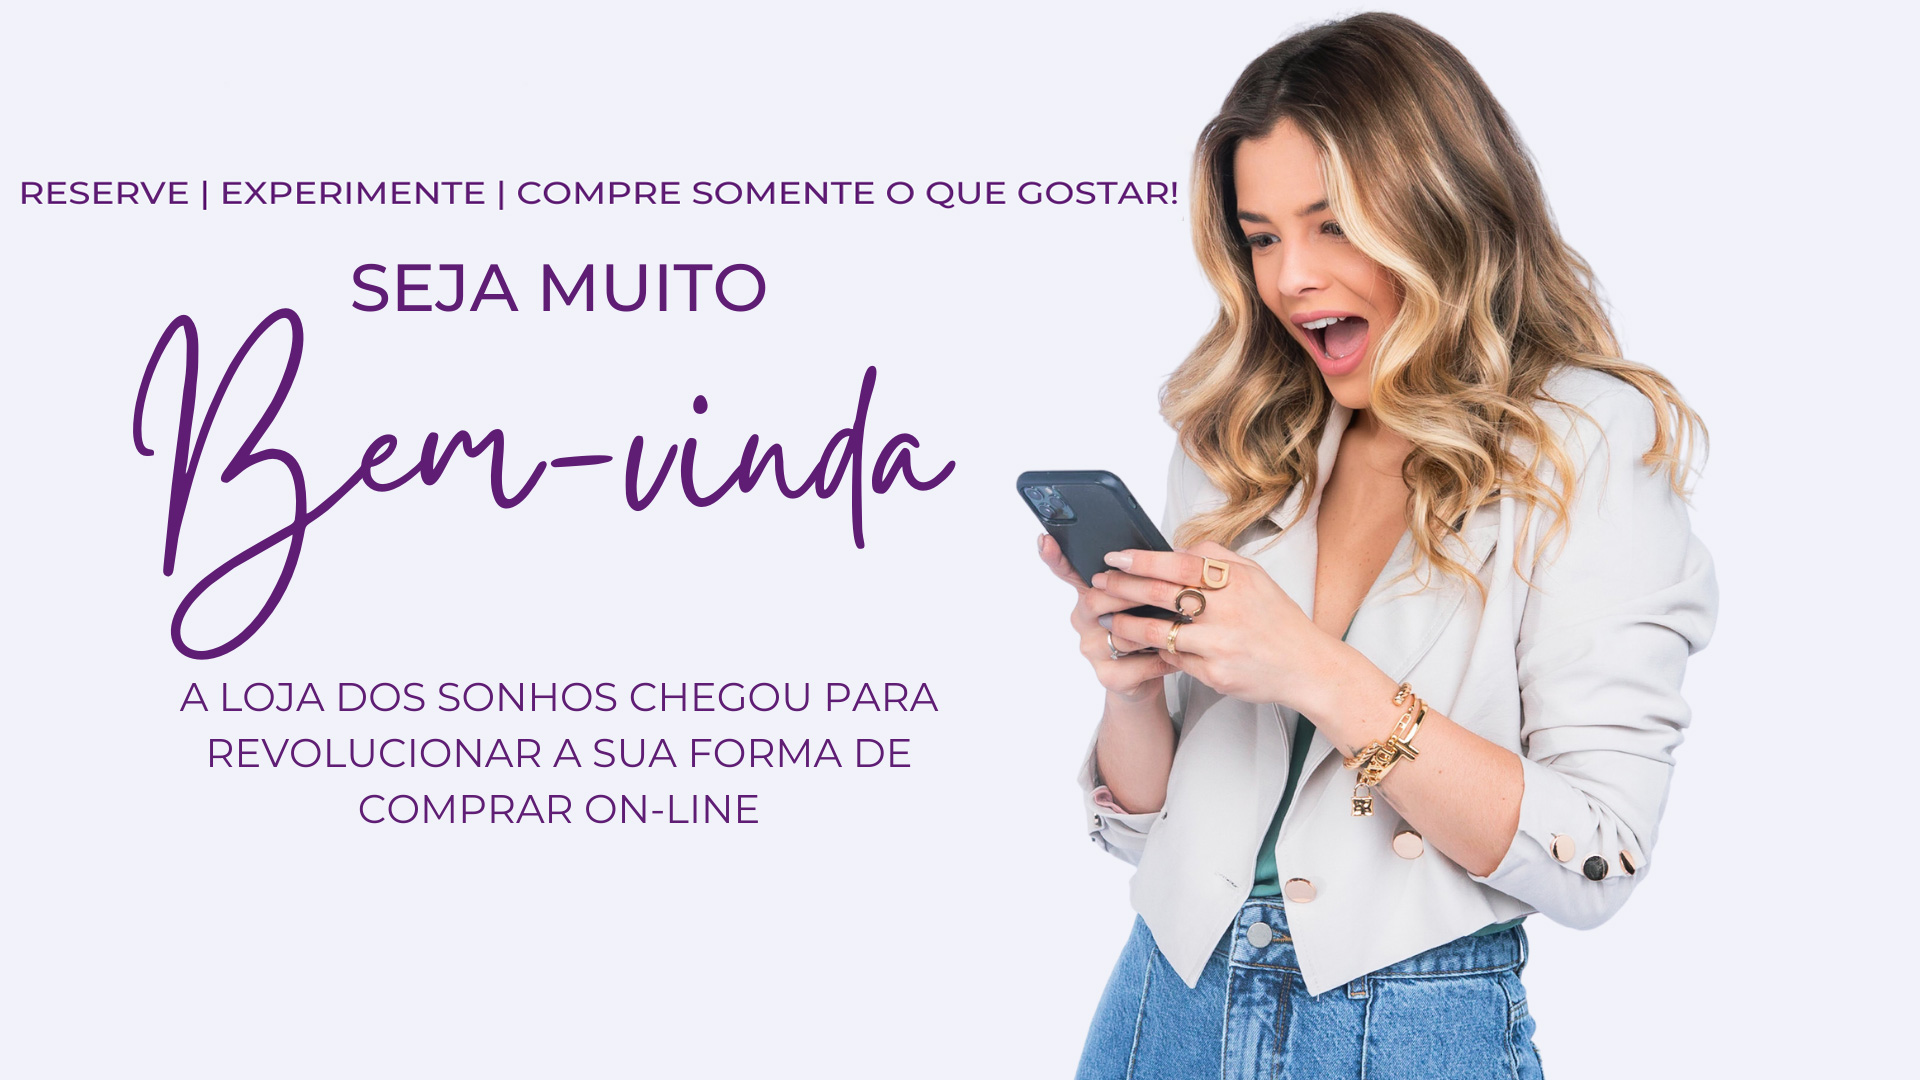 RESERVE | EXPERIMENTE | COMPRE SOMENTE O QUE GOSTAR!
SEJA MUITO
Bem-vinda
A LOJA DOS SONHOS CHEGOU PARA
REVOLUCIONAR A SUA FORMA DE
COMPRAR ON-LINE